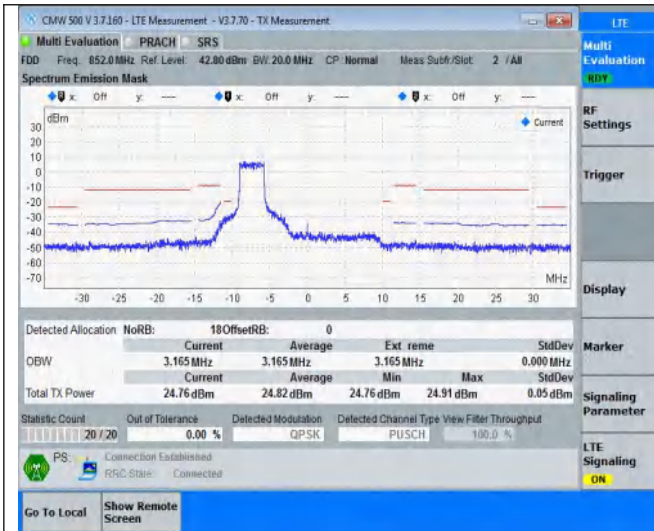 CMW 500 V 3.7.160 - LTE Measurement - V3.7.70 - TX Measurement
LTE
Multi Evaluation PRACH SRS
FDD Freq. 852.0 MHz Ref. Level: 42.80 dBm BW: 20.0 MHz CP: Normal Meas Subfr./Slot: 2 / All
Spectrum Emission Mask
x: Off y: --- x: Off y: --- x: Off y: ---
dBm
Current
30
20
10
0
-10
-20
-30
-40
-50
-60
-70
MHz
-30 -25 -20 -15 -10 -5 0 5 10 15 20 25 30
Detected Allocation NoRB: 18 OffsetRB: 0
Current Average Ext reme StdDev
OBW 3.165 MHz 3.165 MHz 3.165 MHz 0.000 MHz
Current Average Min Max StdDev
Total TX Power 24.76 dBm 24.82 dBm 24.76 dBm 24.91 dBm 0.05 dBm
Statistic Count Out of Tolerance Detected Modulation Detected Channel Type View Filter Throughput
20 / 20 0.00 % QPSK PUSCH 100.0 %
PS: Connection Established
RRC State: Connected
Multi
Evaluation
RDY
RF
Settings
Trigger
Display
Marker
Signaling
Parameter
LTE
Signaling
ON
Go To Local
Show Remote
Screen